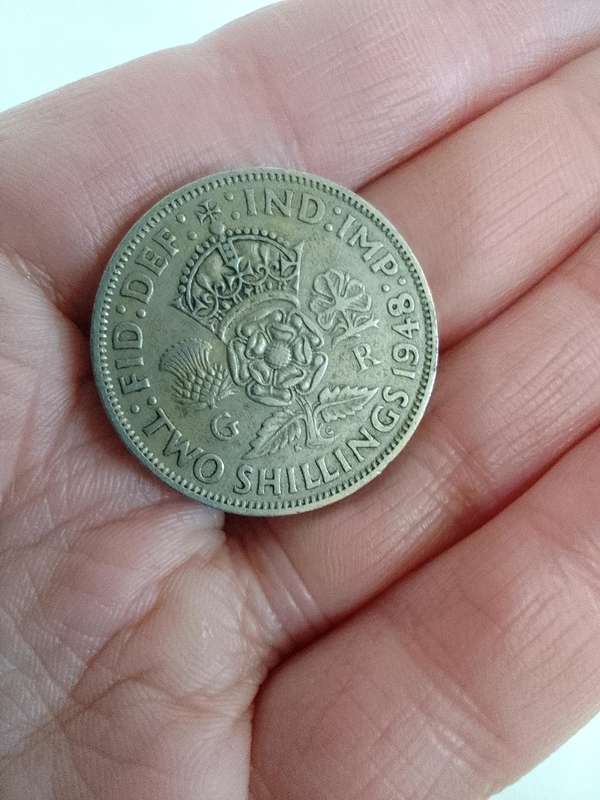 :FID:DEF: :IND:IMP:1948
TWO SHILLINGS
G R